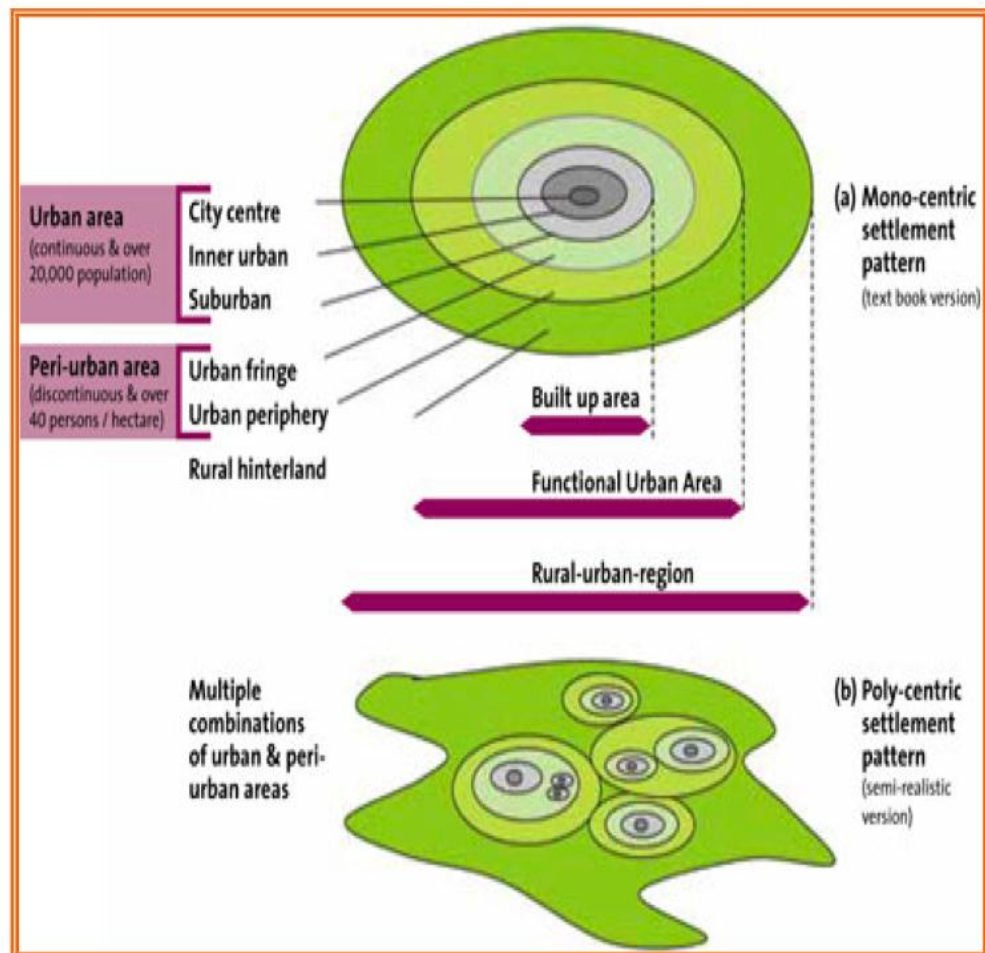 Urban area
(continuous & over
20,000 population)
City centre
Inner urban
Suburban
(a) Mono-centric
settlement
pattern
(text book version)
Peri-urban area
(discontinuous & over
40 persons / hectare)
Urban fringe
Urban periphery
Rural hinterland
Built up area
Functional Urban Area
Rural-urban-region
Multiple
combinations
of urban & peri-
urban areas
(b) Poly-centric
settlement
pattern
(semi-realistic
version)